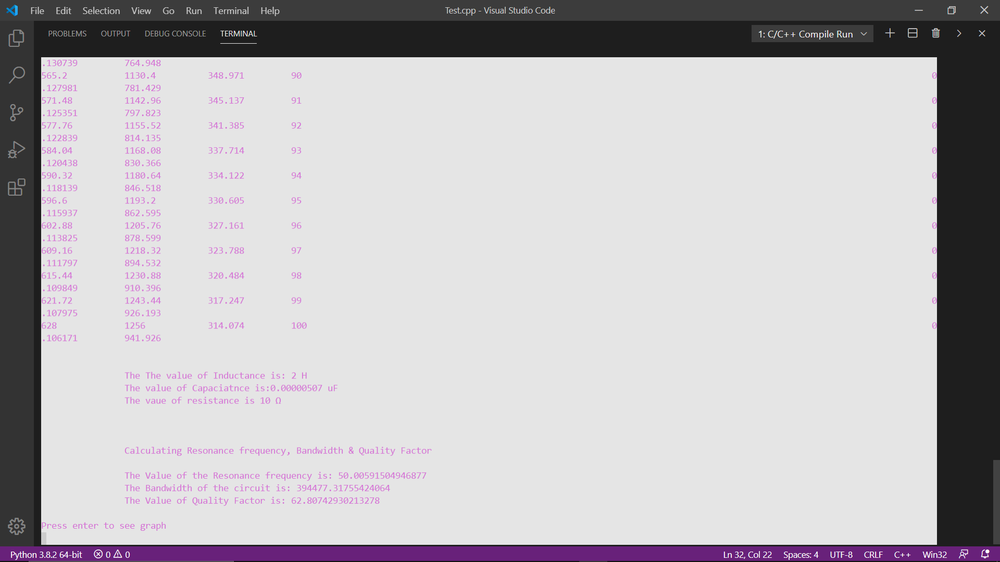 File Edit Selection View Go Run Terminal Help
Test.cpp - Visual Studio Code
PROBLEMS OUTPUT DEBUG CONSOLE TERMINAL
1: C/C++ Compile Run
.130739 764.948
565.2 1130.4 348.971 90 0
.127981 781.429
571.48 1142.96 345.137 91 0
.125351 797.823
577.76 1155.52 341.385 92 0
.122839 814.135
584.04 1168.08 337.714 93 0
.120438 830.366
590.32 1180.64 334.122 94 0
.118139 846.518
596.6 1193.2 330.605 95 0
.115937 862.595
602.88 1205.76 327.161 96 0
.113825 878.599
609.16 1218.32 323.788 97 0
.111797 894.532
615.44 1230.88 320.484 98 0
.109849 910.396
621.72 1243.44 317.247 99 0
.107975 926.193
628 1256 314.074 100 0
.106171 941.926
The The value of Inductance is: 2 H
The value of Capaciatnce is:0.00000507 uF
The vaue of resistance is 10 Ω
Calculating Resonance frequency, Bandwidth & Quality Factor
The Value of the Resonance frequency is: 50.00591504946877
The Bandwidth of the circuit is: 394477.31755424064
The Value of Quality Factor is: 62.80742930213278
Press enter to see graph
Python 3.8.2 64-bit 0 0 Ln 32, Col 22 Spaces: 4 UTF-8 CRLF C++ Win32